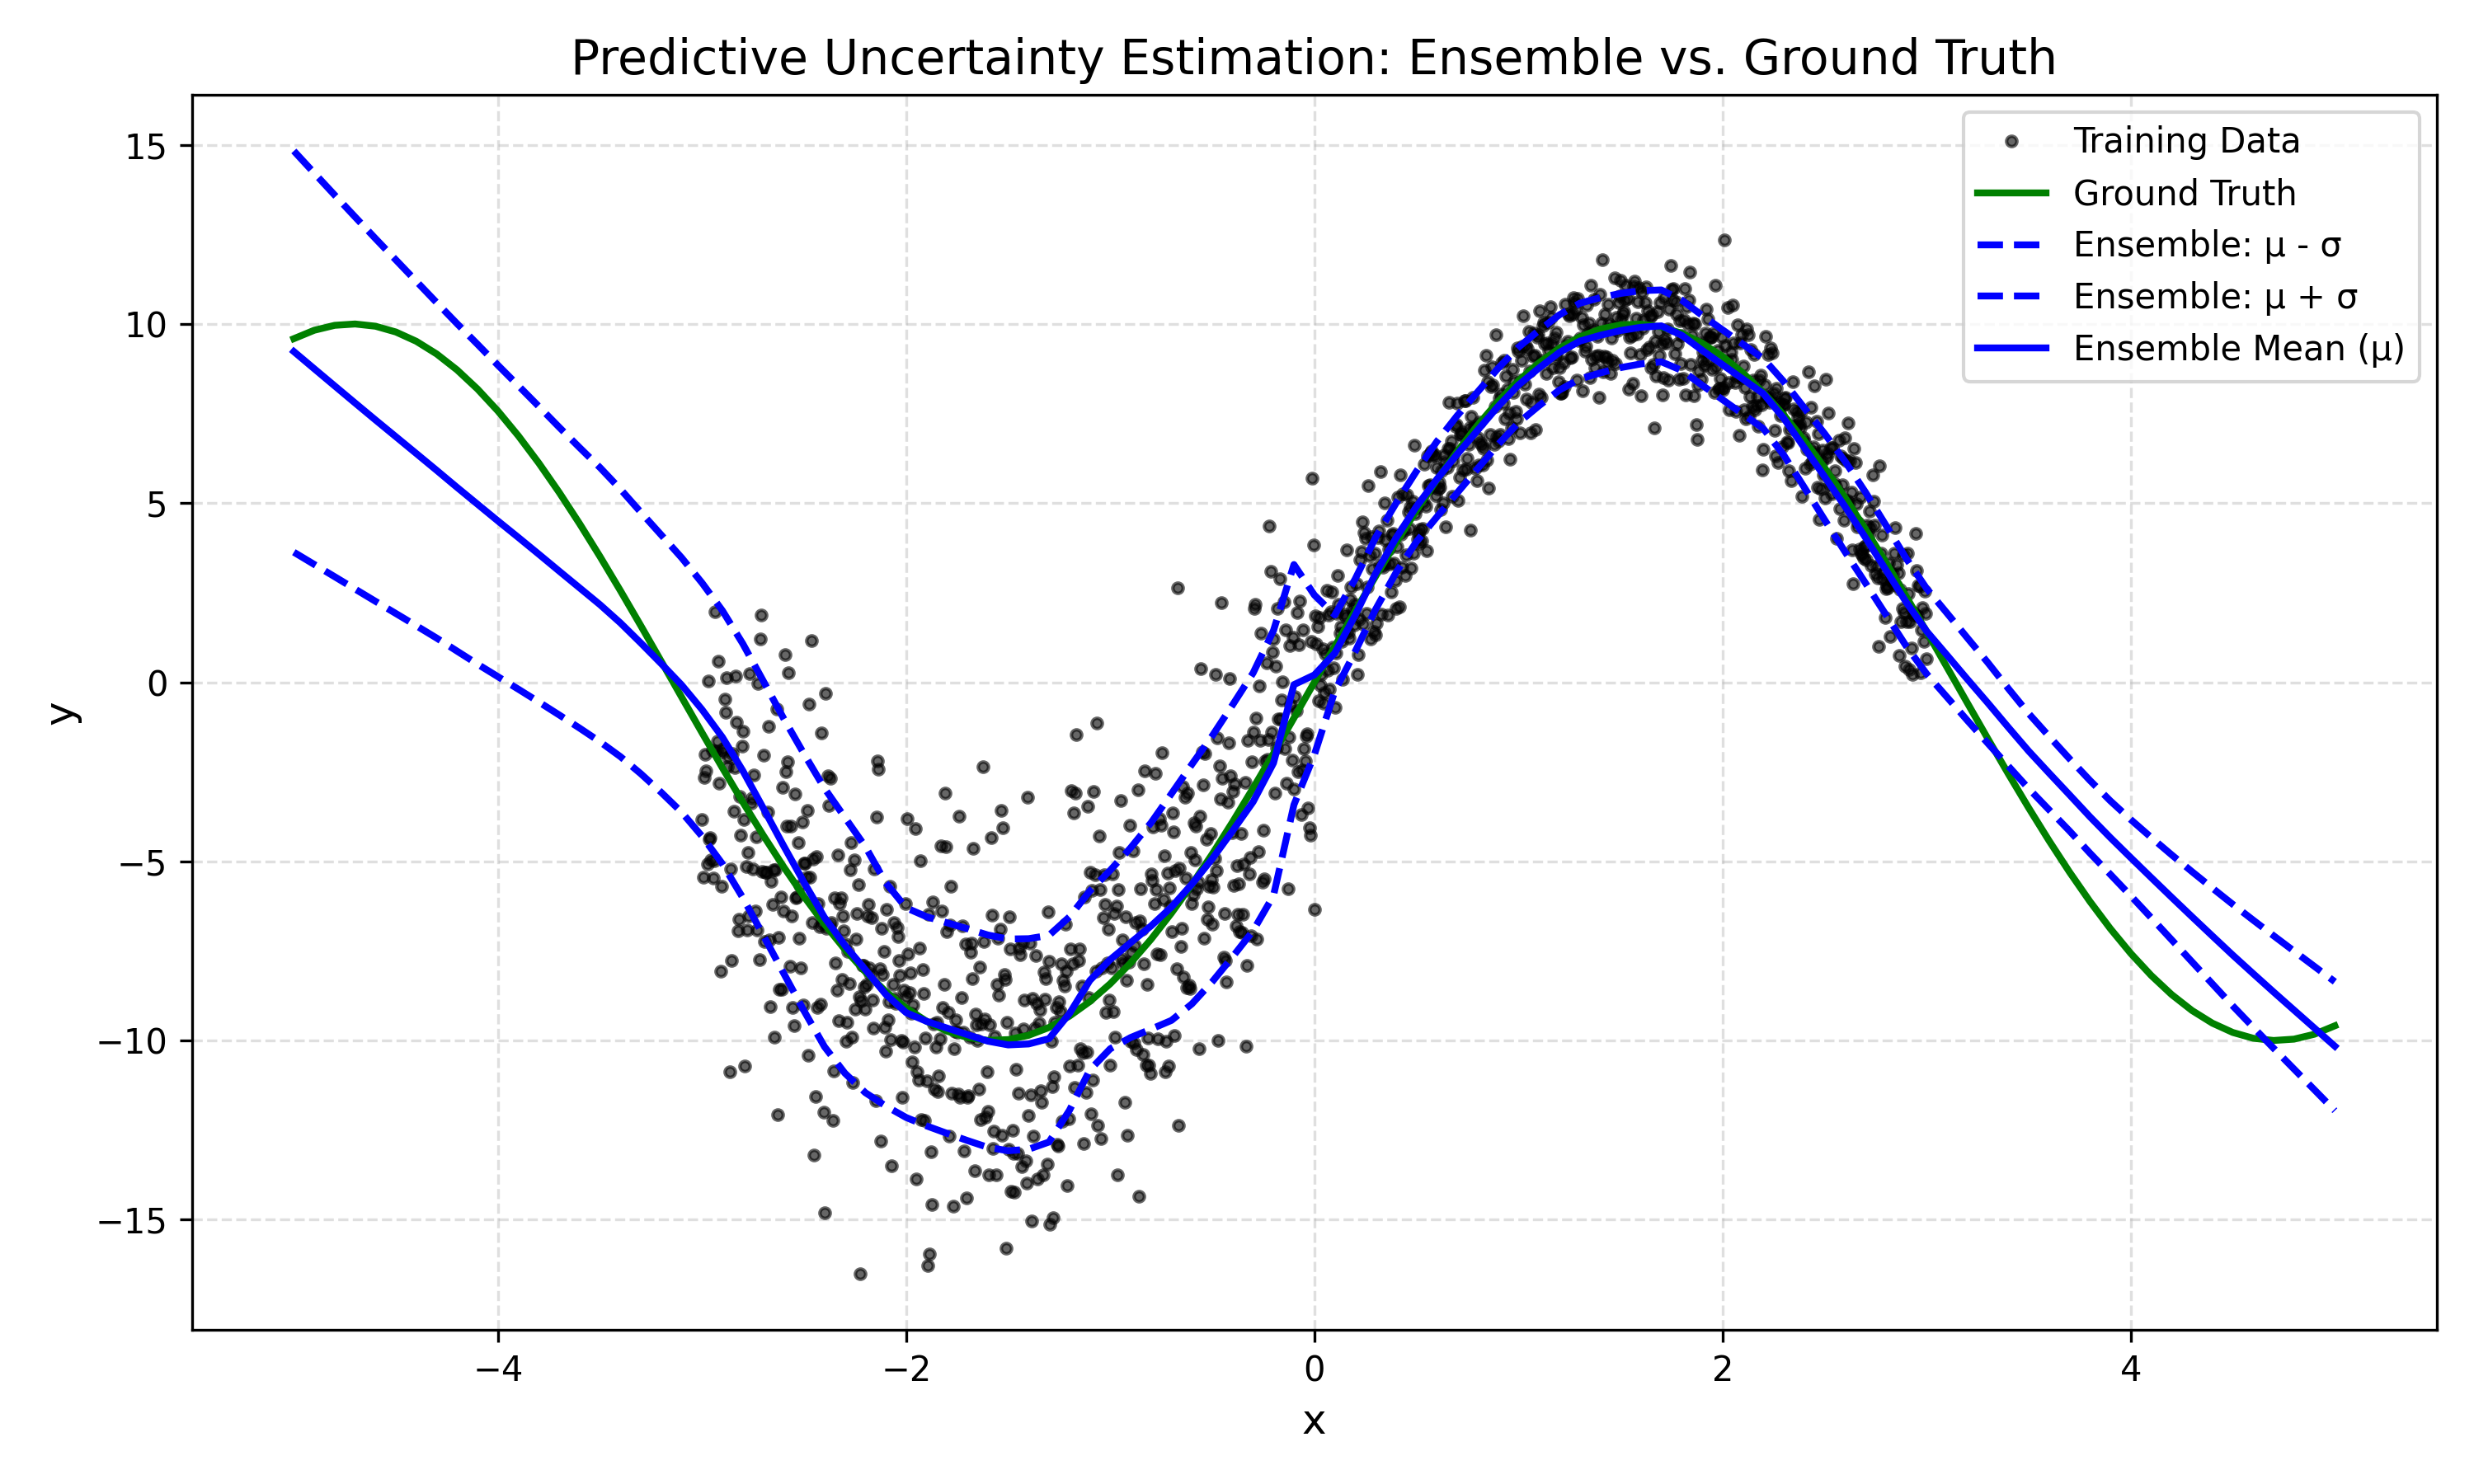 Predictive Uncertainty Estimation: Ensemble vs. Ground Truth
Training Data
Ground Truth
Ensemble: μ - σ
Ensemble: μ + σ
Ensemble Mean (μ)
15
10
5
0
−5
−10
−15
y
−4
−2
0
2
4
x